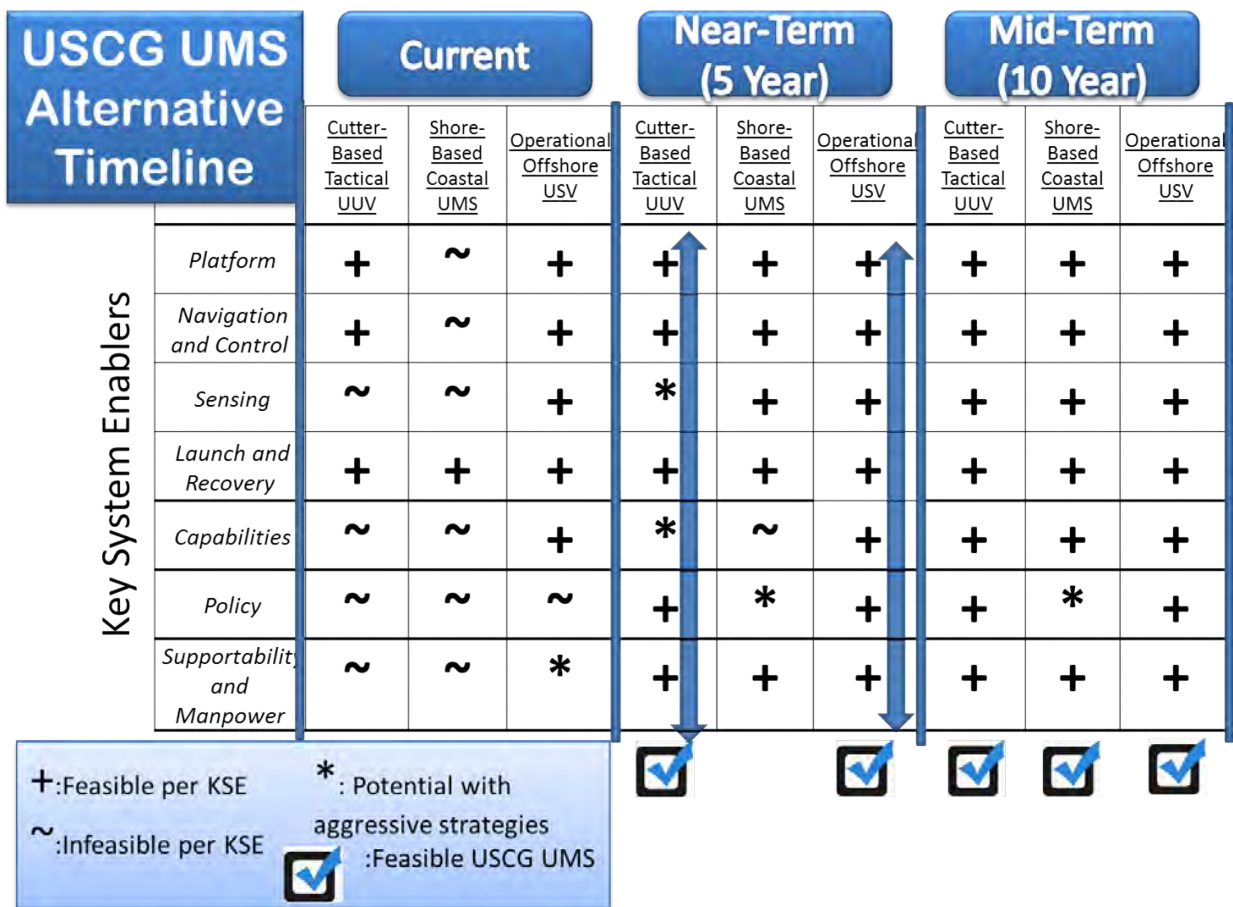 USCG UMS
Alternative
Timeline
Current
Near-Term
(5 Year)
Mid-Term
(10 Year)
Cutter-
Based
Tactical
UUV
Shore-
Based
Coastal
UMS
Operational
Offshore
USV
Cutter-
Based
Tactical
UUV
Shore-
Based
Coastal
UMS
Operational
Offshore
USV
Cutter-
Based
Tactical
UUV
Shore-
Based
Coastal
UMS
Operational
Offshore
USV
Key System Enablers
Platform + ~ + + + + + + +
Navigation
and Control + ~ + + + + + + +
Sensing ~ ~ + * + + + + +
Launch and
Recovery + + + + + + + + +
Capabilities ~ ~ + * ~ + + + +
Policy ~ ~ ~ + * + + * +
Supportability
and
Manpower ~ ~ * + + + + + +
+:Feasible per KSE
~:Infeasible per KSE
*: Potential with
aggressive strategies
:Feasible USCG UMS